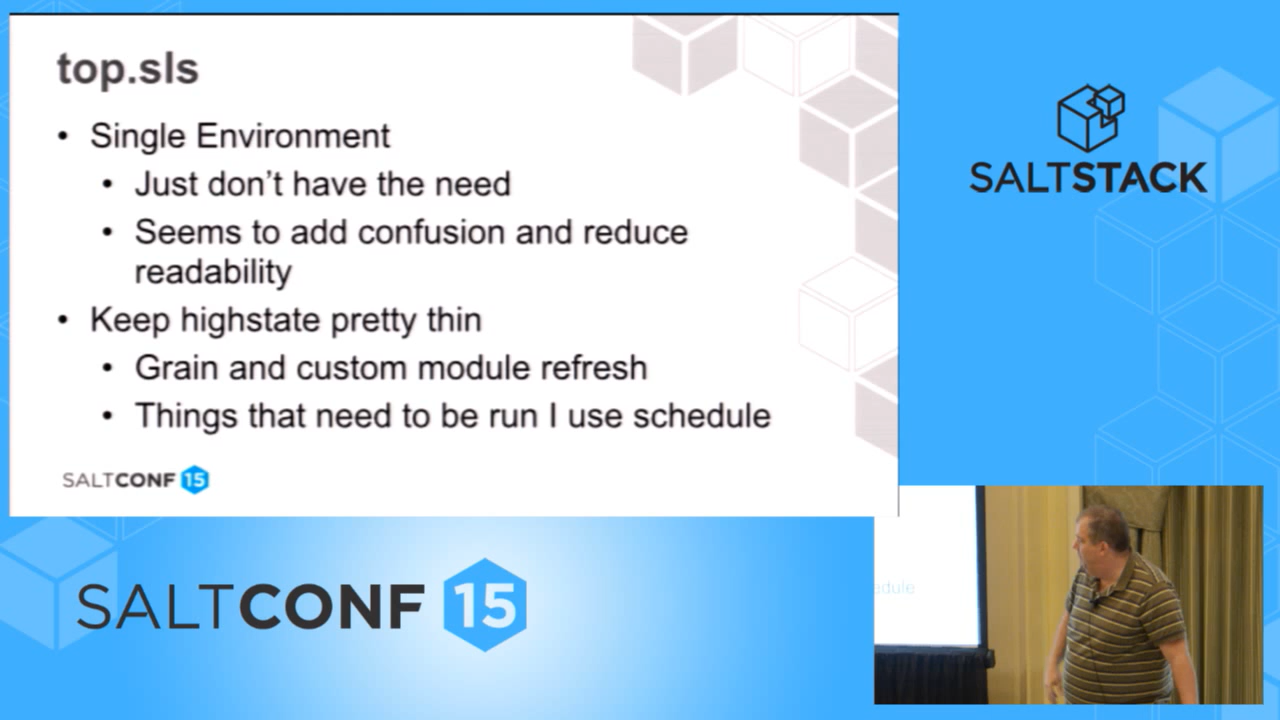 top.sls
• Single Environment
• Just don't have the need
• Seems to add confusion and reduce
readability
• Keep highstate pretty thin
• Grain and custom module refresh
• Things that need to be run I use schedule
SALTCONF 15
SALTSTACK
SALTCONF 15
edule